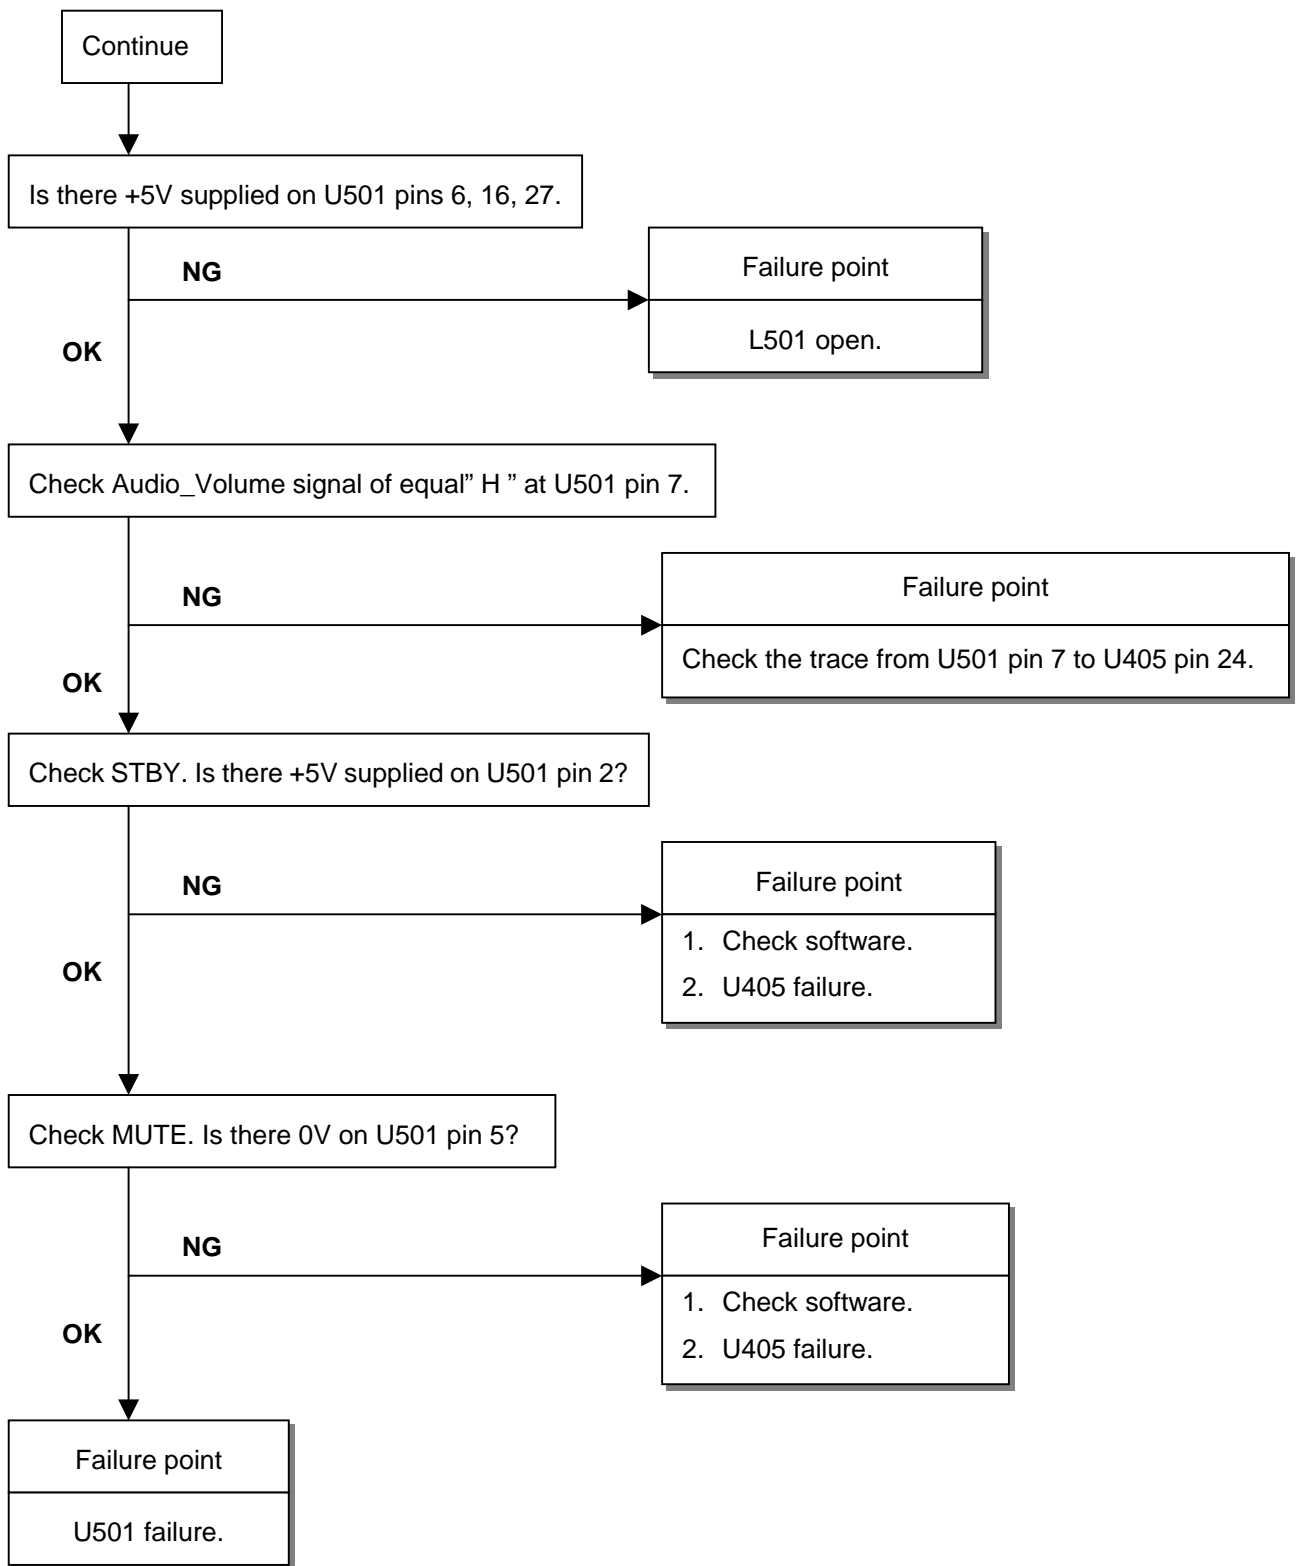 Continue
Is there +5V supplied on U501 pins 6, 16, 27.
NG
Failure point
L501 open.
OK
Check Audio_Volume signal of equal” H ” at U501 pin 7.
NG
Failure point
Check the trace from U501 pin 7 to U405 pin 24.
OK
Check STBY. Is there +5V supplied on U501 pin 2?
NG
Failure point
1. Check software.
2. U405 failure.
OK
Check MUTE. Is there 0V on U501 pin 5?
NG
Failure point
1. Check software.
2. U405 failure.
OK
Failure point
U501 failure.